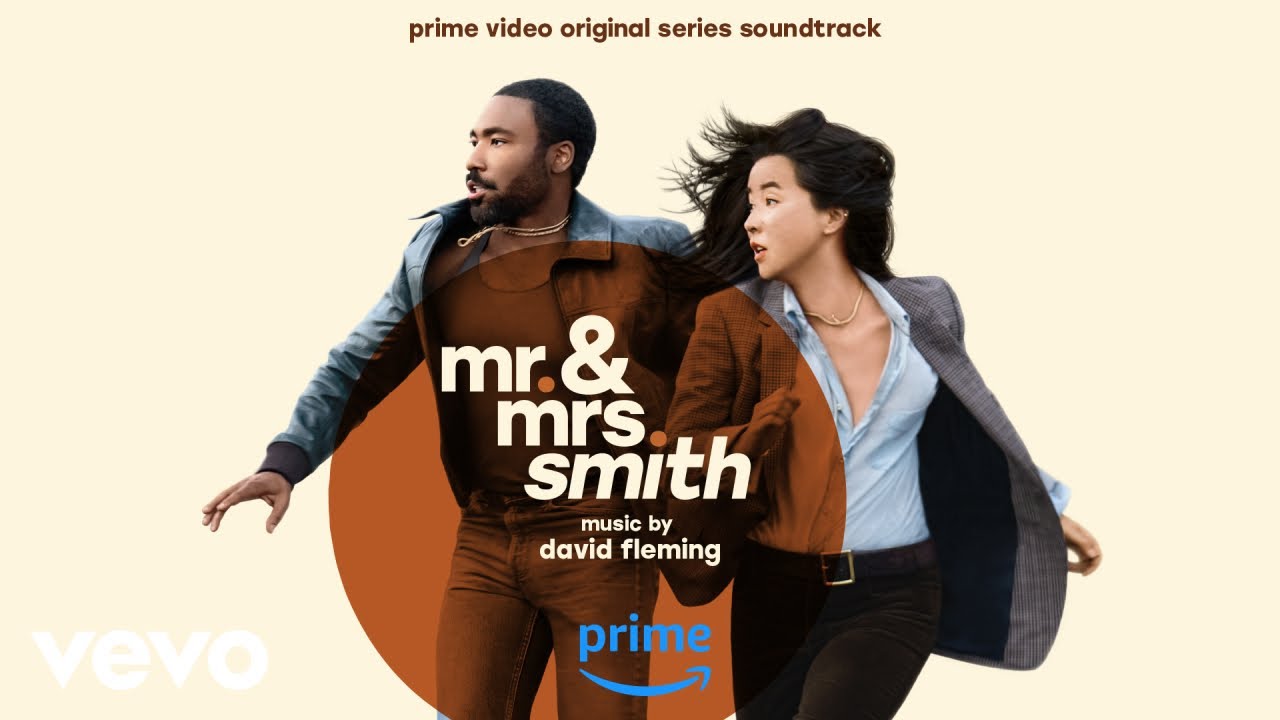 prime video original series soundtrack
mr. &
mrs.
smith
music by
david fleming
prime
vevo